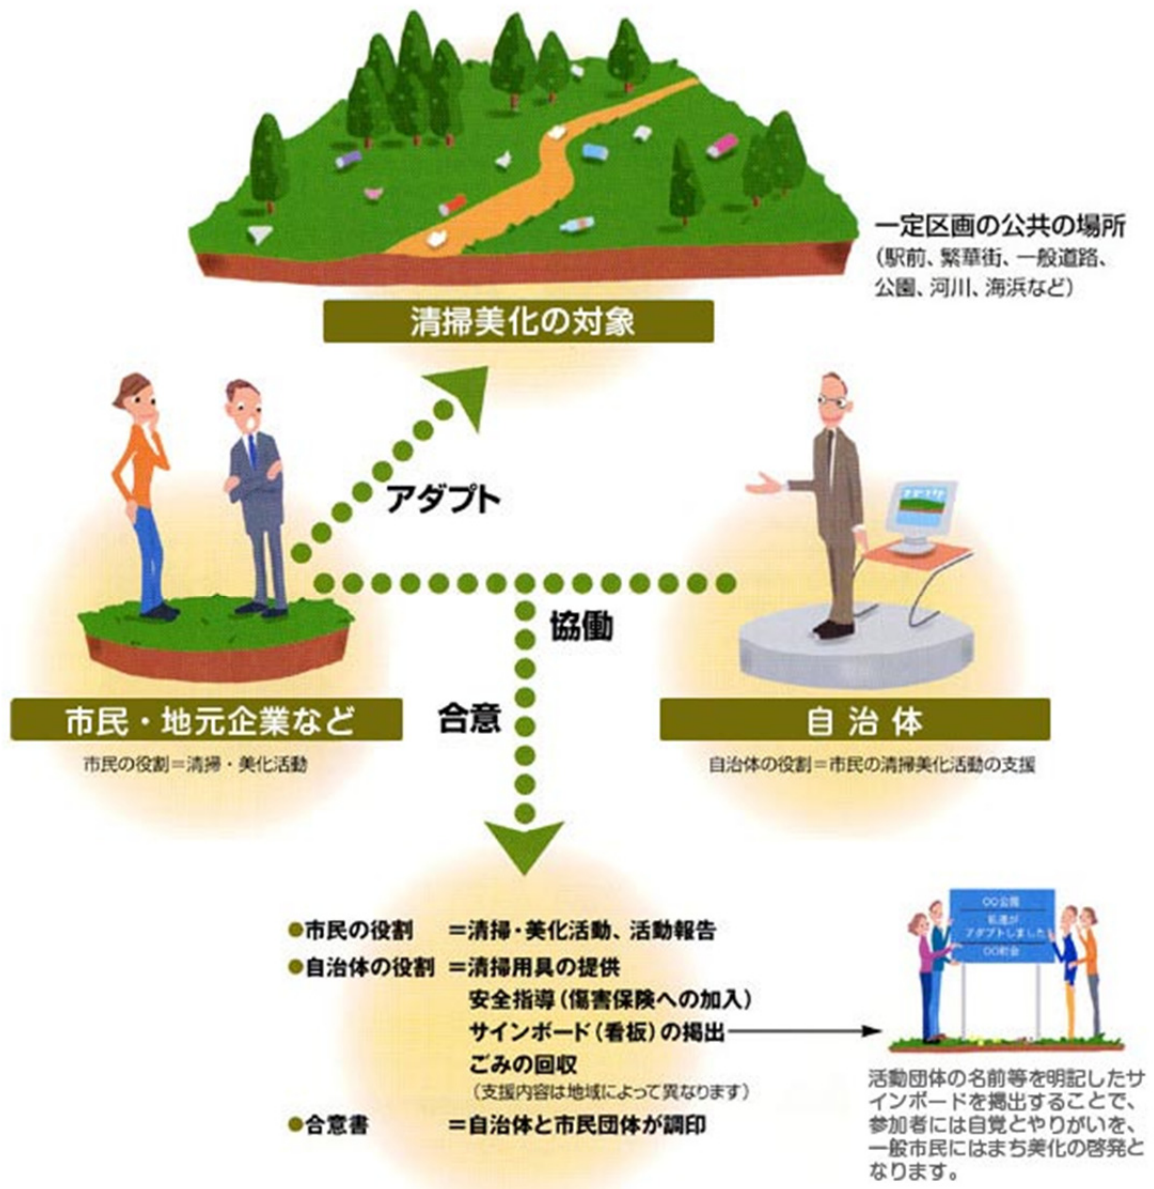 一定区画の公共の場所
（駅前、繁華街、一般道路、
公園、河川、海浜など）
清掃美化の対象
アダプト
協働
合意
市民・地元企業など
市民の役割＝清掃・美化活動
自治体
自治体の役割＝市民の清掃美化活動の支援
●市民の役割 ＝清掃・美化活動、活動報告
●自治体の役割 ＝清掃用具の提供
安全指導（傷害保険への加入）
サインボード（看板）の掲出
ごみの回収
（支援内容は地域によって異なります）
●合意書 ＝自治体と市民団体が調印
〇〇公園
私達が
アダプトしました
〇〇町会
活動団体の名前等を明記したサ
インボードを掲出することで、
参加者には自覚とやりがいを、
一般市民にはまち美化の啓発と
なります。